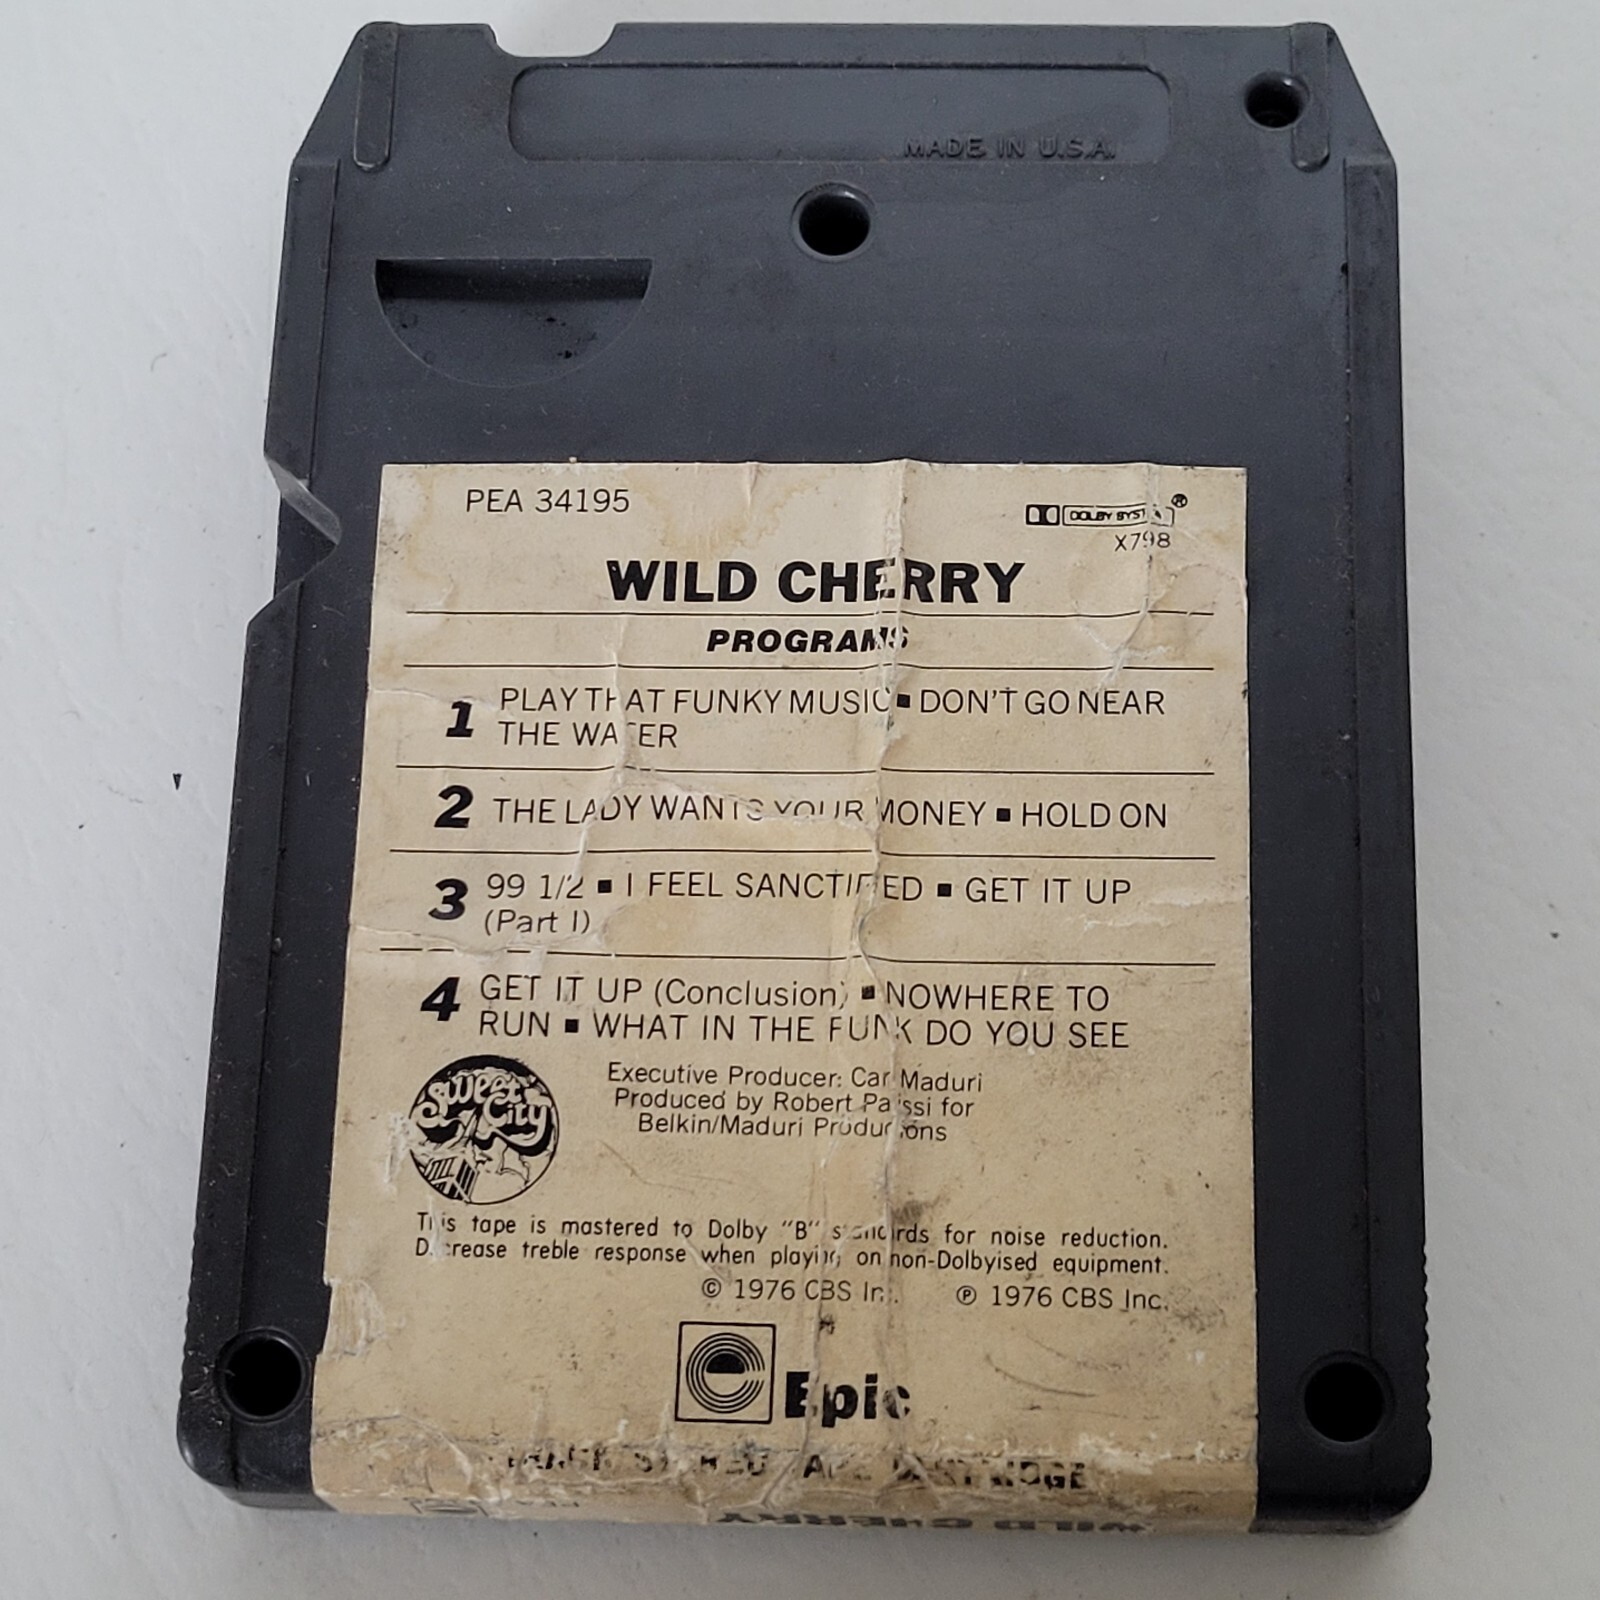 MADE IN U.S.A.
PEA 34195
DOLBY SYSTEM ®
X798
WILD CHERRY
PROGRAMS
1 PLAY THAT FUNKY MUSIC ■ DON'T GO NEAR
THE WATER
2 THE LADY WANTS YOUR MONEY ■ HOLD ON
3 99 1/2 ■ I FEEL SANCTIFIED ■ GET IT UP
(Part I)
4 GET IT UP (Conclusion) ■ NOWHERE TO
RUN ■ WHAT IN THE FUNK DO YOU SEE
Sweet City
Executive Producer: Carl Maduri
Produced by Robert Parissi for
Belkin/Maduri Productions
This tape is mastered to Dolby "B" standards for noise reduction.
Decrease treble response when playing on non-Dolbyised equipment.
© 1976 CBS Inc. ℗ 1976 CBS Inc.
e Epic
CARTRIDGE
WILD CHERRY